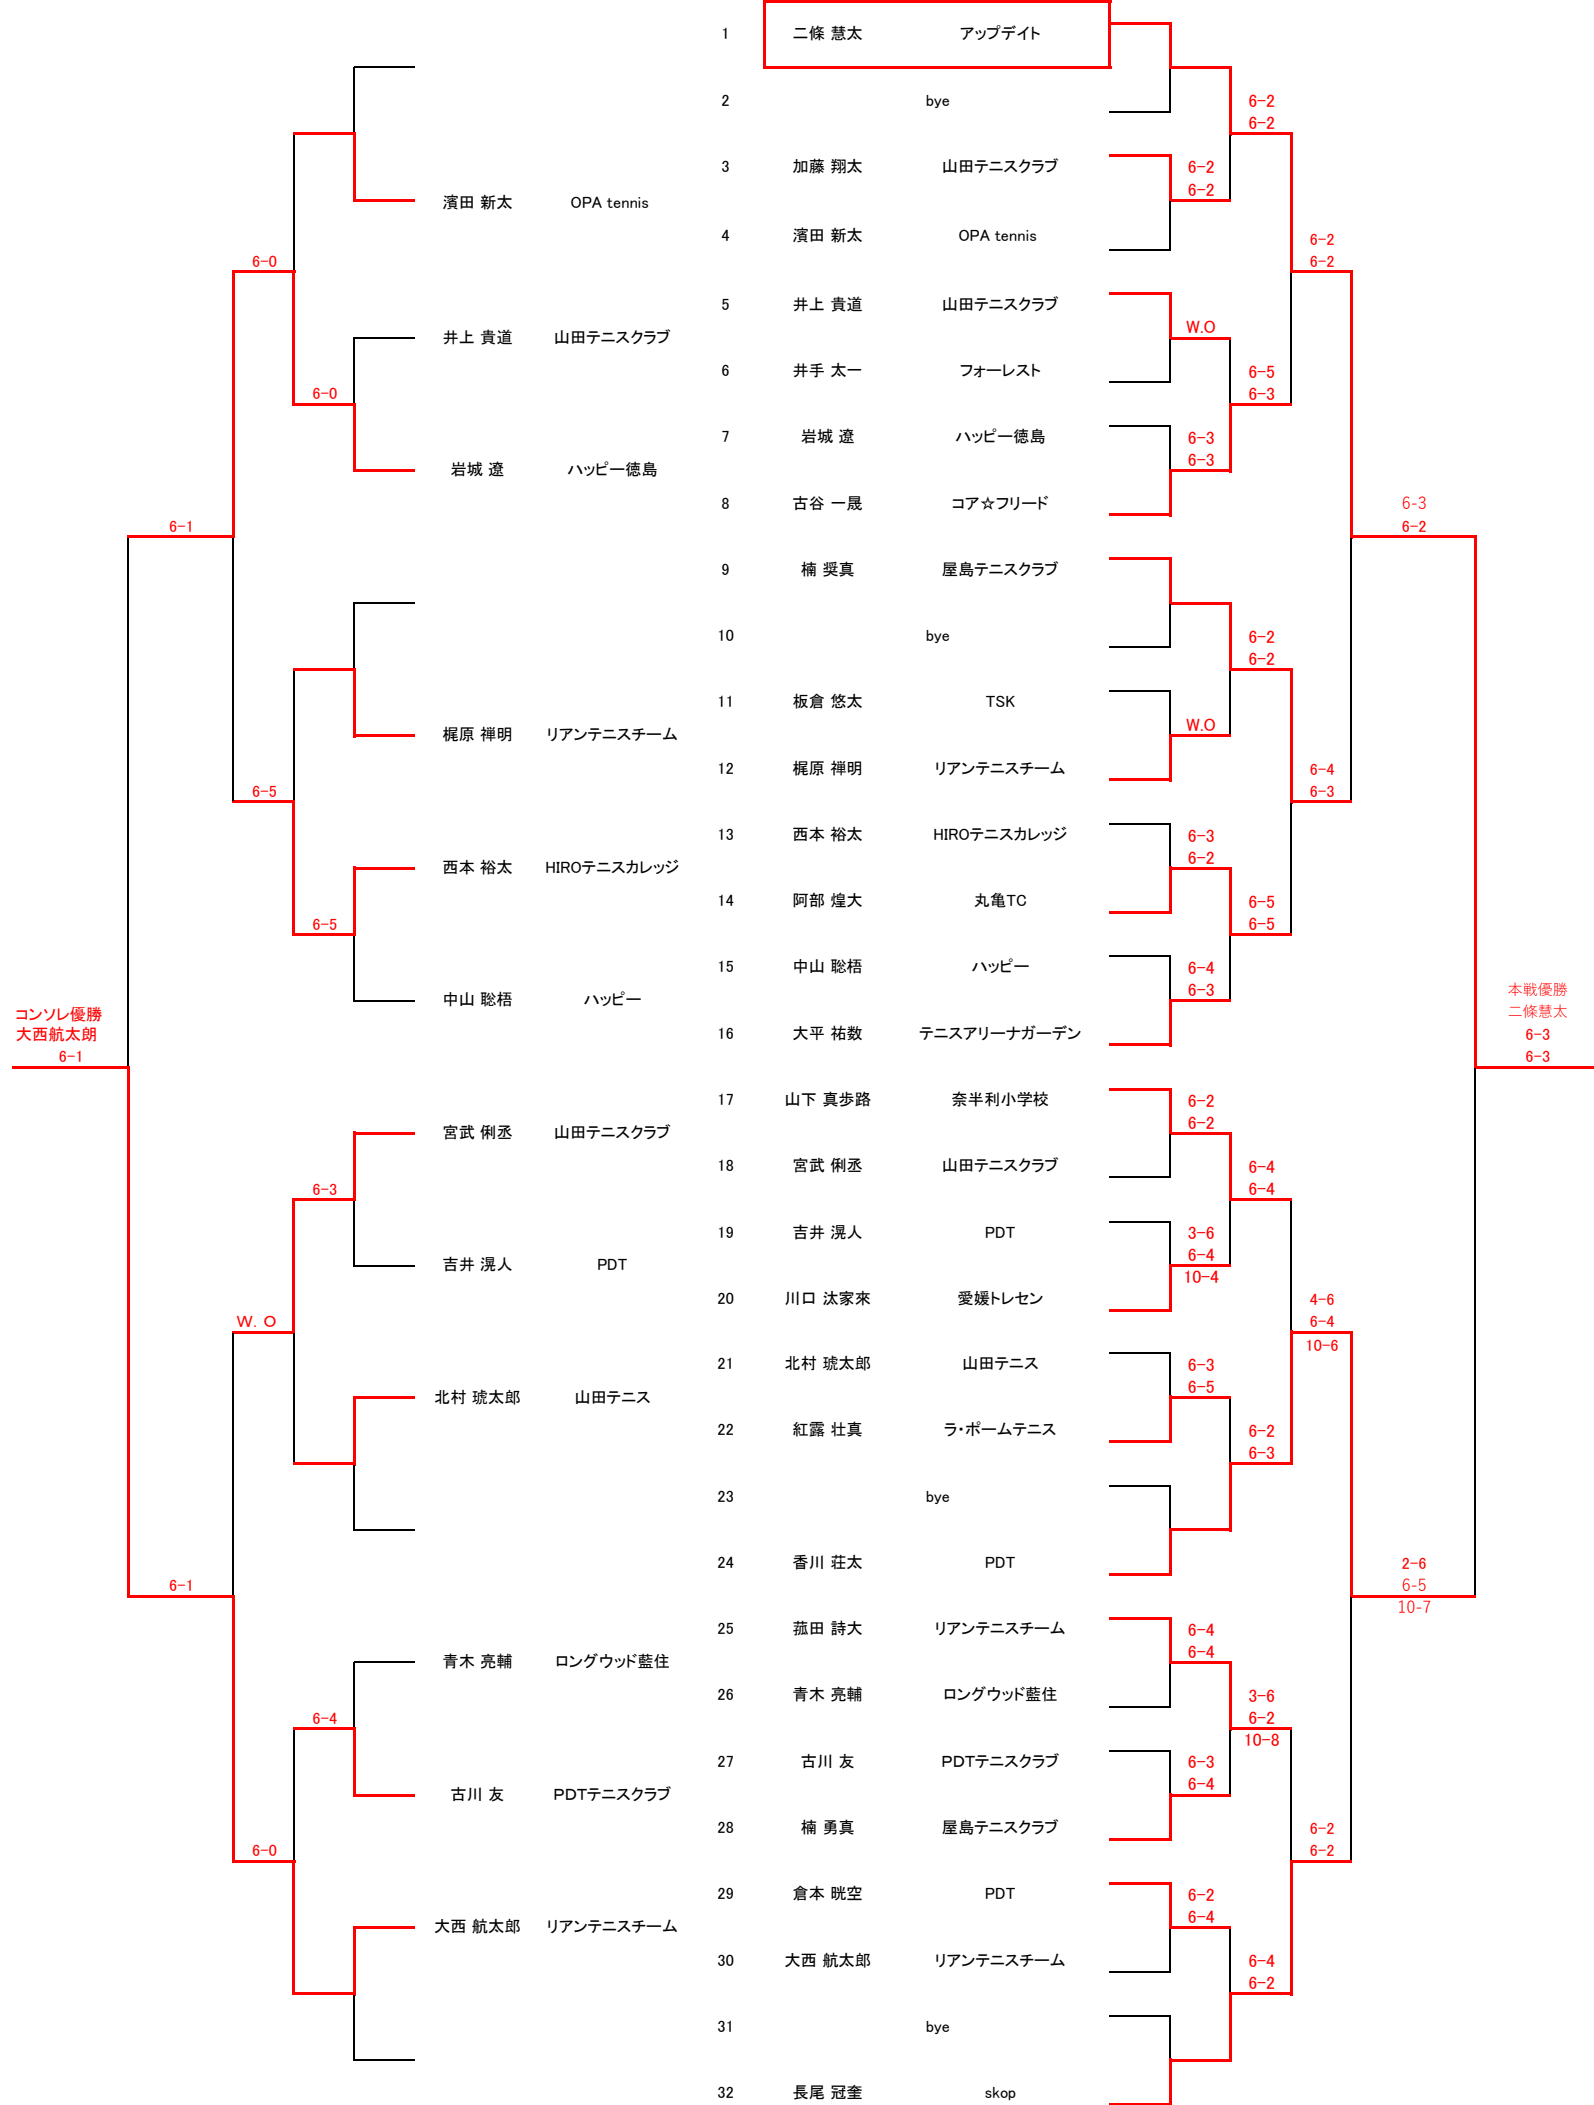 1 二條 慧太 アップデイト
2 bye 6-2
6-2
3 加藤 翔太 山田テニスクラブ 6-2
6-2
濱田 新太 OPA tennis
4 濱田 新太 OPA tennis 6-2
6-0 6-2
5 井上 貴道 山田テニスクラブ
W.O
井上 貴道 山田テニスクラブ
6 井手 太一 フォーレスト 6-5
6-0 6-3
7 岩城 遼 ハッピー徳島 6-3
6-3
岩城 遼 ハッピー徳島
8 古谷 一晟 コア☆フリード 6-3
6-1 6-2
9 楠 奨真 屋島テニスクラブ
10 bye 6-2
6-2
11 板倉 悠太 TSK
W.O
梶原 禅明 リアンテニスチーム
12 梶原 禅明 リアンテニスチーム 6-4
6-5 6-3
13 西本 裕太 HIROテニスカレッジ 6-3
6-2
西本 裕太 HIROテニスカレッジ
14 阿部 煌大 丸亀TC 6-5
6-5 6-5
15 中山 聡梧 ハッピー 6-4
6-3
中山 聡梧 ハッピー
本戦優勝
二條慧太
コンソレ優勝
大西航太朗
16 大平 祐数 テニスアリーナガーデン 6-3
6-1 6-3
17 山下 真歩路 奈半利小学校 6-2
6-2
宮武 俐丞 山田テニスクラブ
18 宮武 俐丞 山田テニスクラブ 6-4
6-3 6-4
19 吉井 滉人 PDT 3-6
6-4
10-4
吉井 滉人 PDT
20 川口 汰家來 愛媛トレセン 4-6
W. O 6-4
10-6
21 北村 琥太郎 山田テニス 6-3
6-5
北村 琥太郎 山田テニス
22 紅露 壮真 ラ・ポームテニス 6-2
6-3
23 bye
24 香川 荘太 PDT 2-6
6-1 6-5
10-7
25 菰田 詩大 リアンテニスチーム 6-4
6-4
青木 亮輔 ロングウッド藍住
26 青木 亮輔 ロングウッド藍住 3-6
6-4 6-2
10-8
27 古川 友 PDTテニスクラブ 6-3
6-4
古川 友 PDTテニスクラブ
28 楠 勇真 屋島テニスクラブ 6-2
6-0 6-2
29 倉本 晄空 PDT 6-2
6-4
大西 航太郎 リアンテニスチーム
30 大西 航太郎 リアンテニスチーム 6-4
6-2
31 bye
32 長尾 冠奎 skop